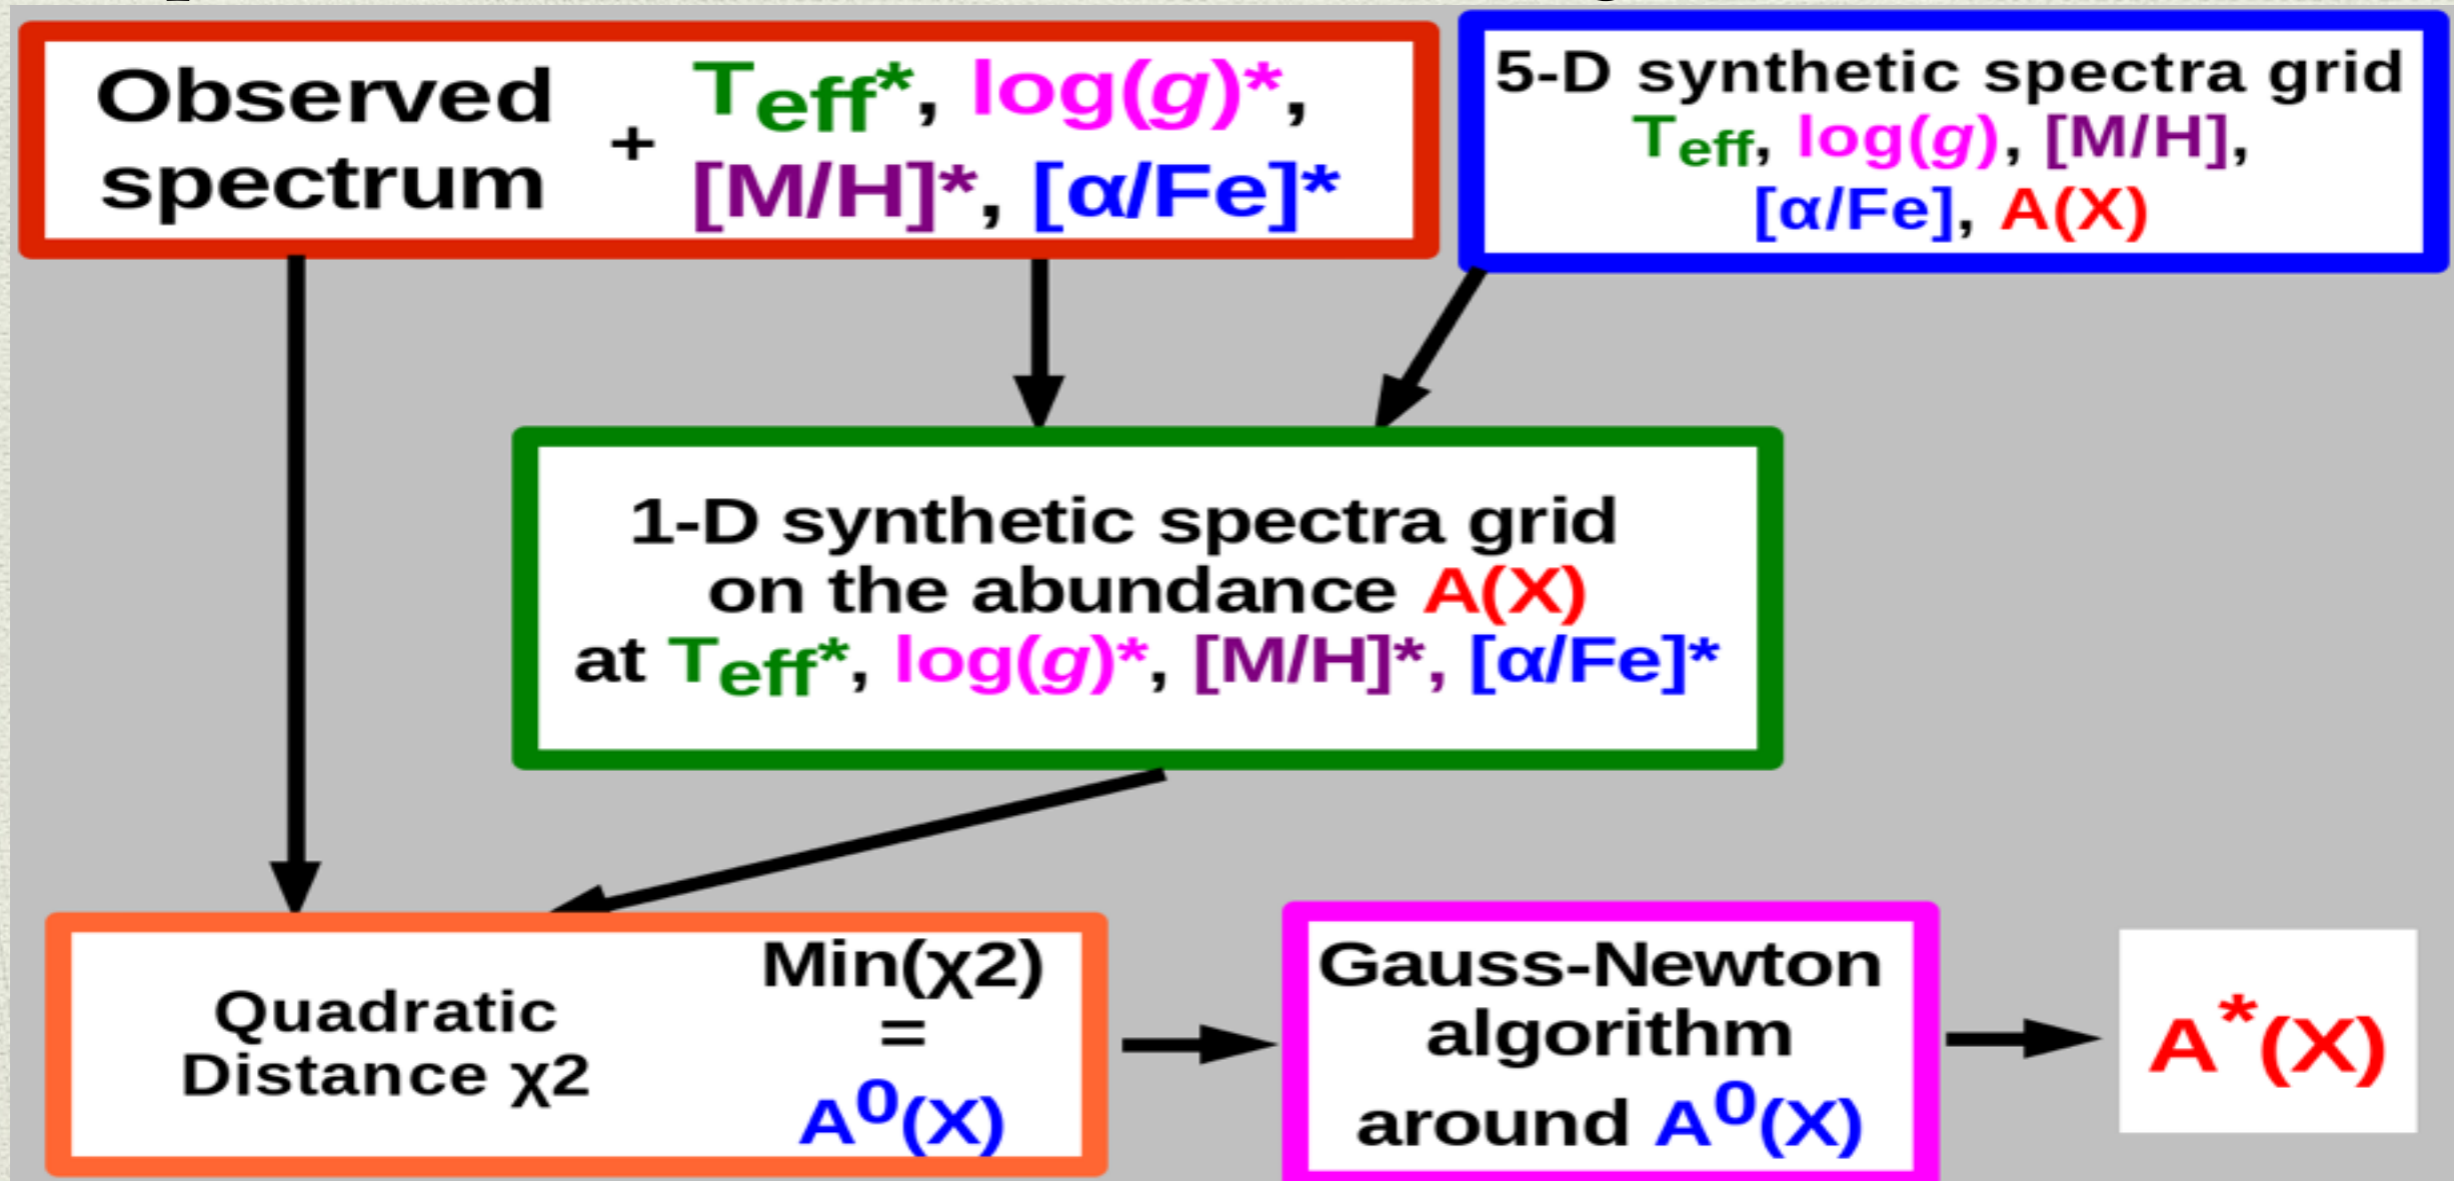 Observed
spectrum
+
Teff*, log(g)*,
[M/H]*, [α/Fe]*
5-D synthetic spectra grid
Teff, log(g), [M/H],
[α/Fe], A(X)
1-D synthetic spectra grid
on the abundance A(X)
at Teff*, log(g)*, [M/H]*, [α/Fe]*
Quadratic
Distance χ2
Min(χ2)
=
A⁰(X)
Gauss-Newton
algorithm
around A⁰(X)
A*(X)